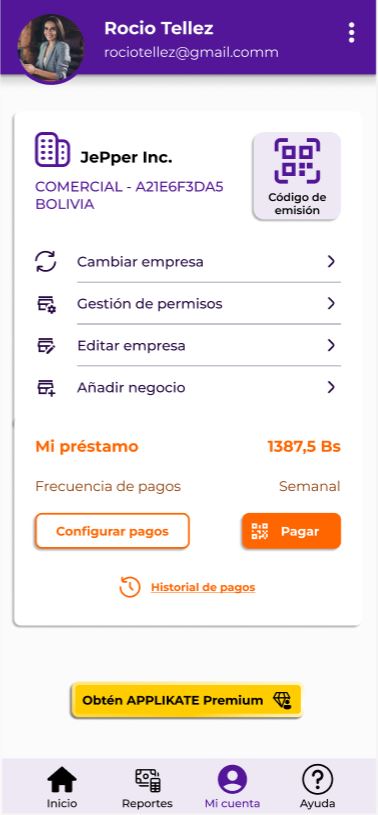 Rocio Tellez
rociotellez@gmail.comm
JePper Inc.
COMERCIAL - A21E6F3DA5
BOLIVIA
Código de
emisión
Cambiar empresa
Gestión de permisos
Editar empresa
Añadir negocio
Mi préstamo 1387,5 Bs
Frecuencia de pagos Semanal
Configurar pagos Pagar
Historial de pagos
Obtén APPLIKATE Premium
Inicio Reportes Mi cuenta Ayuda